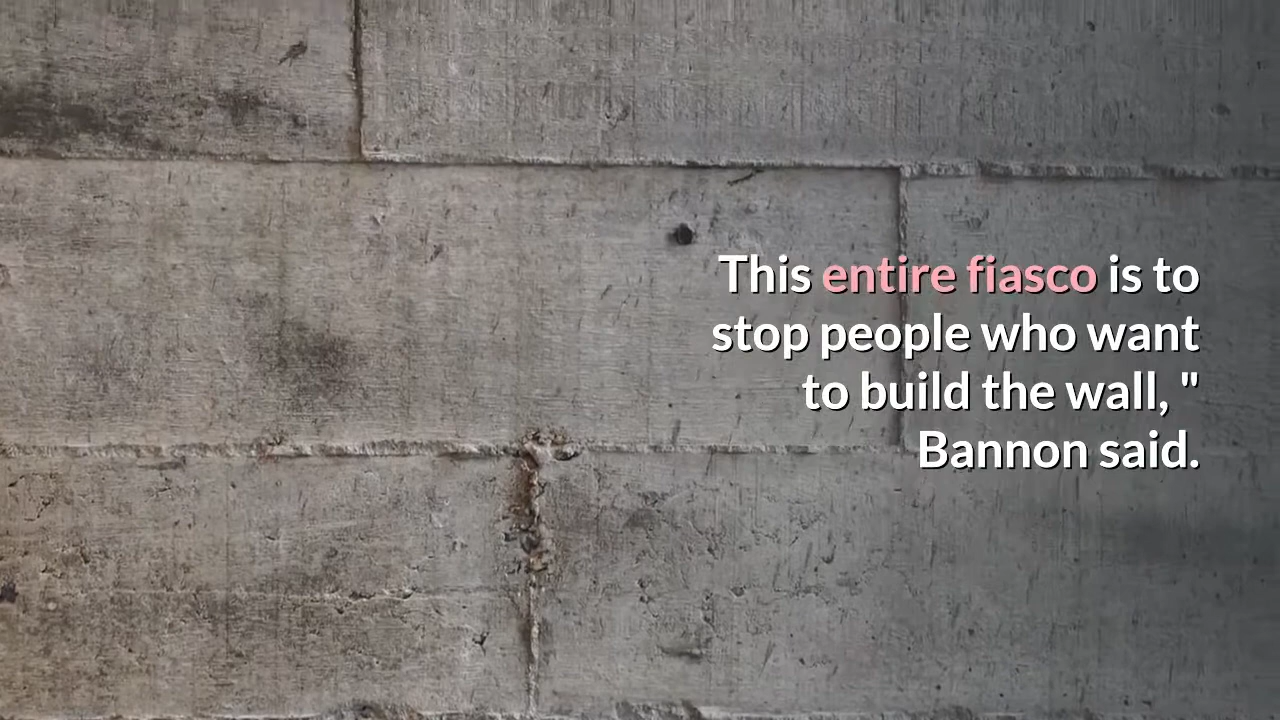 This entire fiasco is to
stop people who want
to build the wall, "
Bannon said.